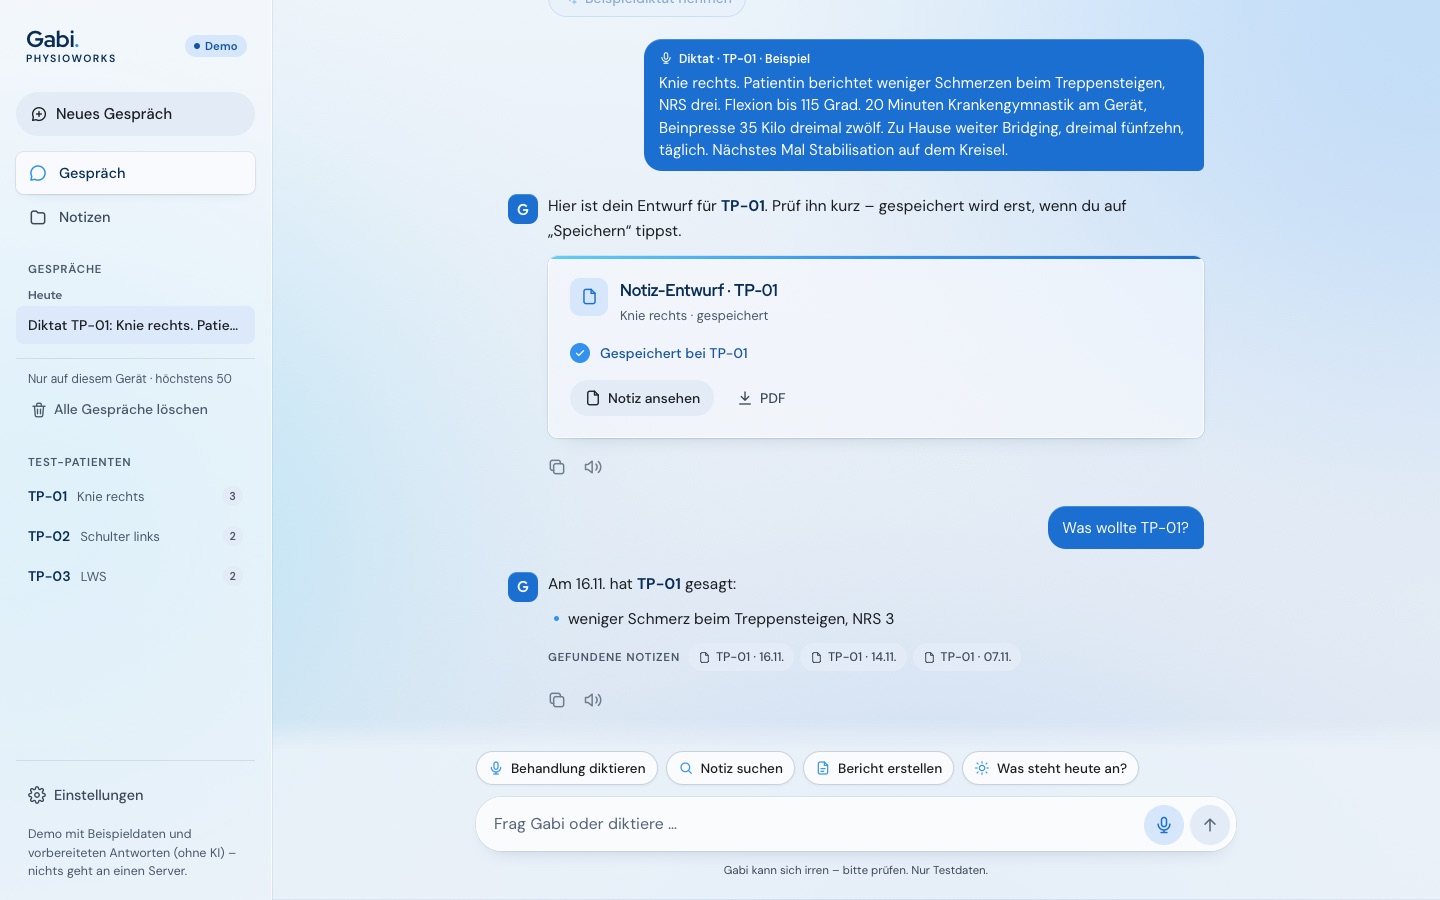 Gabi.
PHYSIOWORKS
Demo
Neues Gespräch
Gespräch
Notizen
GESPRÄCHE
Heute
Diktat TP-01: Knie rechts. Patie…
Nur auf diesem Gerät · höchstens 50
Alle Gespräche löschen
TEST-PATIENTEN
TP-01 Knie rechts 3
TP-02 Schulter links 2
TP-03 LWS 2
Einstellungen
Demo mit Beispieldaten und
vorbereiteten Antworten (ohne KI) –
nichts geht an einen Server.
Beispieldiktat nehmen
Diktat · TP-01 · Beispiel
Knie rechts. Patientin berichtet weniger Schmerzen beim Treppensteigen,
NRS drei. Flexion bis 115 Grad. 20 Minuten Krankengymnastik am Gerät,
Beinpresse 35 Kilo dreimal zwölf. Zu Hause weiter Bridging, dreimal fünfzehn,
täglich. Nächstes Mal Stabilisation auf dem Kreisel.
G
Hier ist dein Entwurf für TP-01. Prüf ihn kurz – gespeichert wird erst, wenn du auf
„Speichern“ tippst.
Notiz-Entwurf · TP-01
Knie rechts · gespeichert
Gespeichert bei TP-01
Notiz ansehen PDF
Was wollte TP-01?
G
Am 16.11. hat TP-01 gesagt:
• weniger Schmerz beim Treppensteigen, NRS 3
GEFUNDENE NOTIZEN TP-01 · 16.11. TP-01 · 14.11. TP-01 · 07.11.
Behandlung diktieren Notiz suchen Bericht erstellen Was steht heute an?
Frag Gabi oder diktiere …
Gabi kann sich irren – bitte prüfen. Nur Testdaten.